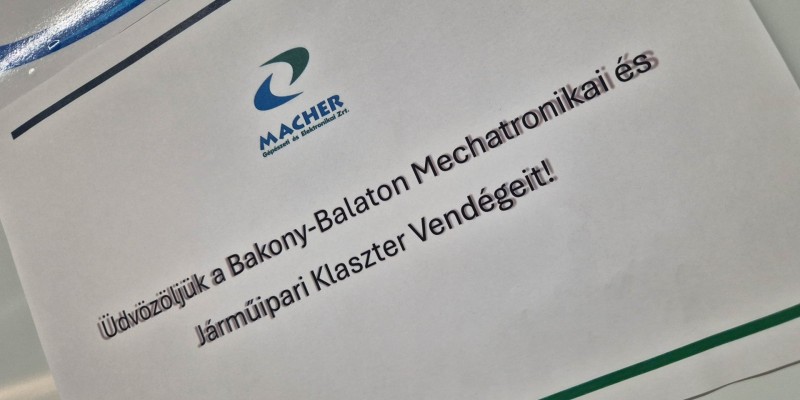 MACHER
Gépészeti és Elektronikai Zrt.
Üdvözöljük a Bakony-Balaton Mechatronikai és
Járműipari Klaszter Vendégeit!